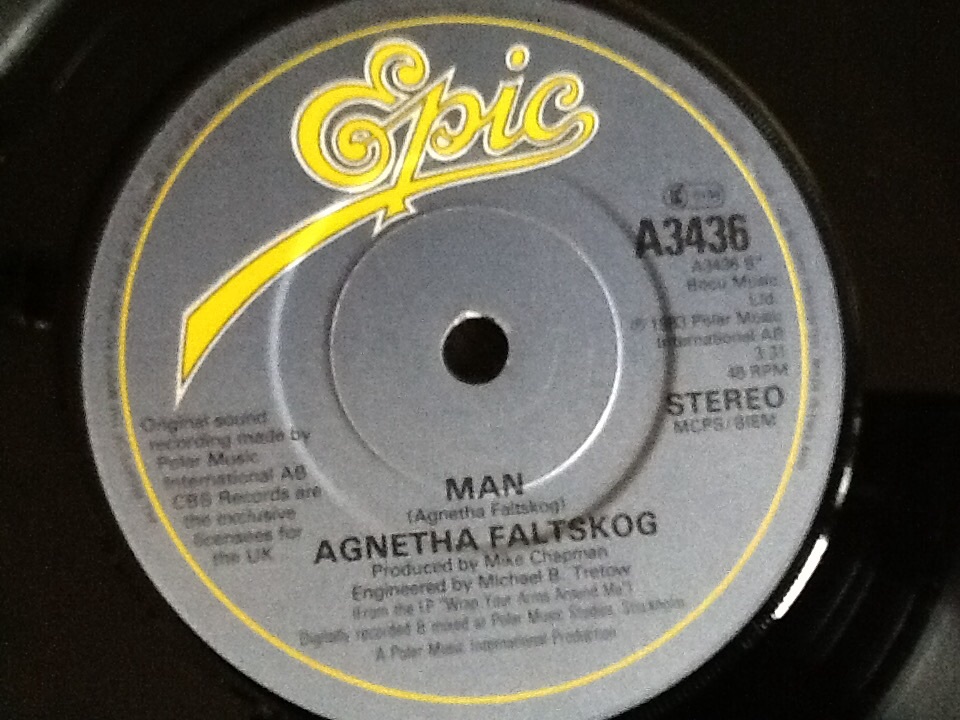 Epic
A3436
A3436 B
Bocu Music
Ltd.
℗ 1983 Polar Music
International AB
3.31
45 RPM
STEREO
MCPS/BIEM
Original sound
recording made by
Polar Music
International AB
CBS Records are
the exclusive
licensees for
the UK
MAN
(Agnetha Faltskog)
AGNETHA FALTSKOG
Produced by Mike Chapman
Engineered by Michael B. Tretow
(From the LP "Wrap Your Arms Around Me")
Digitally recorded & mixed at Polar Music Studios, Stockholm
A Polar Music International Production